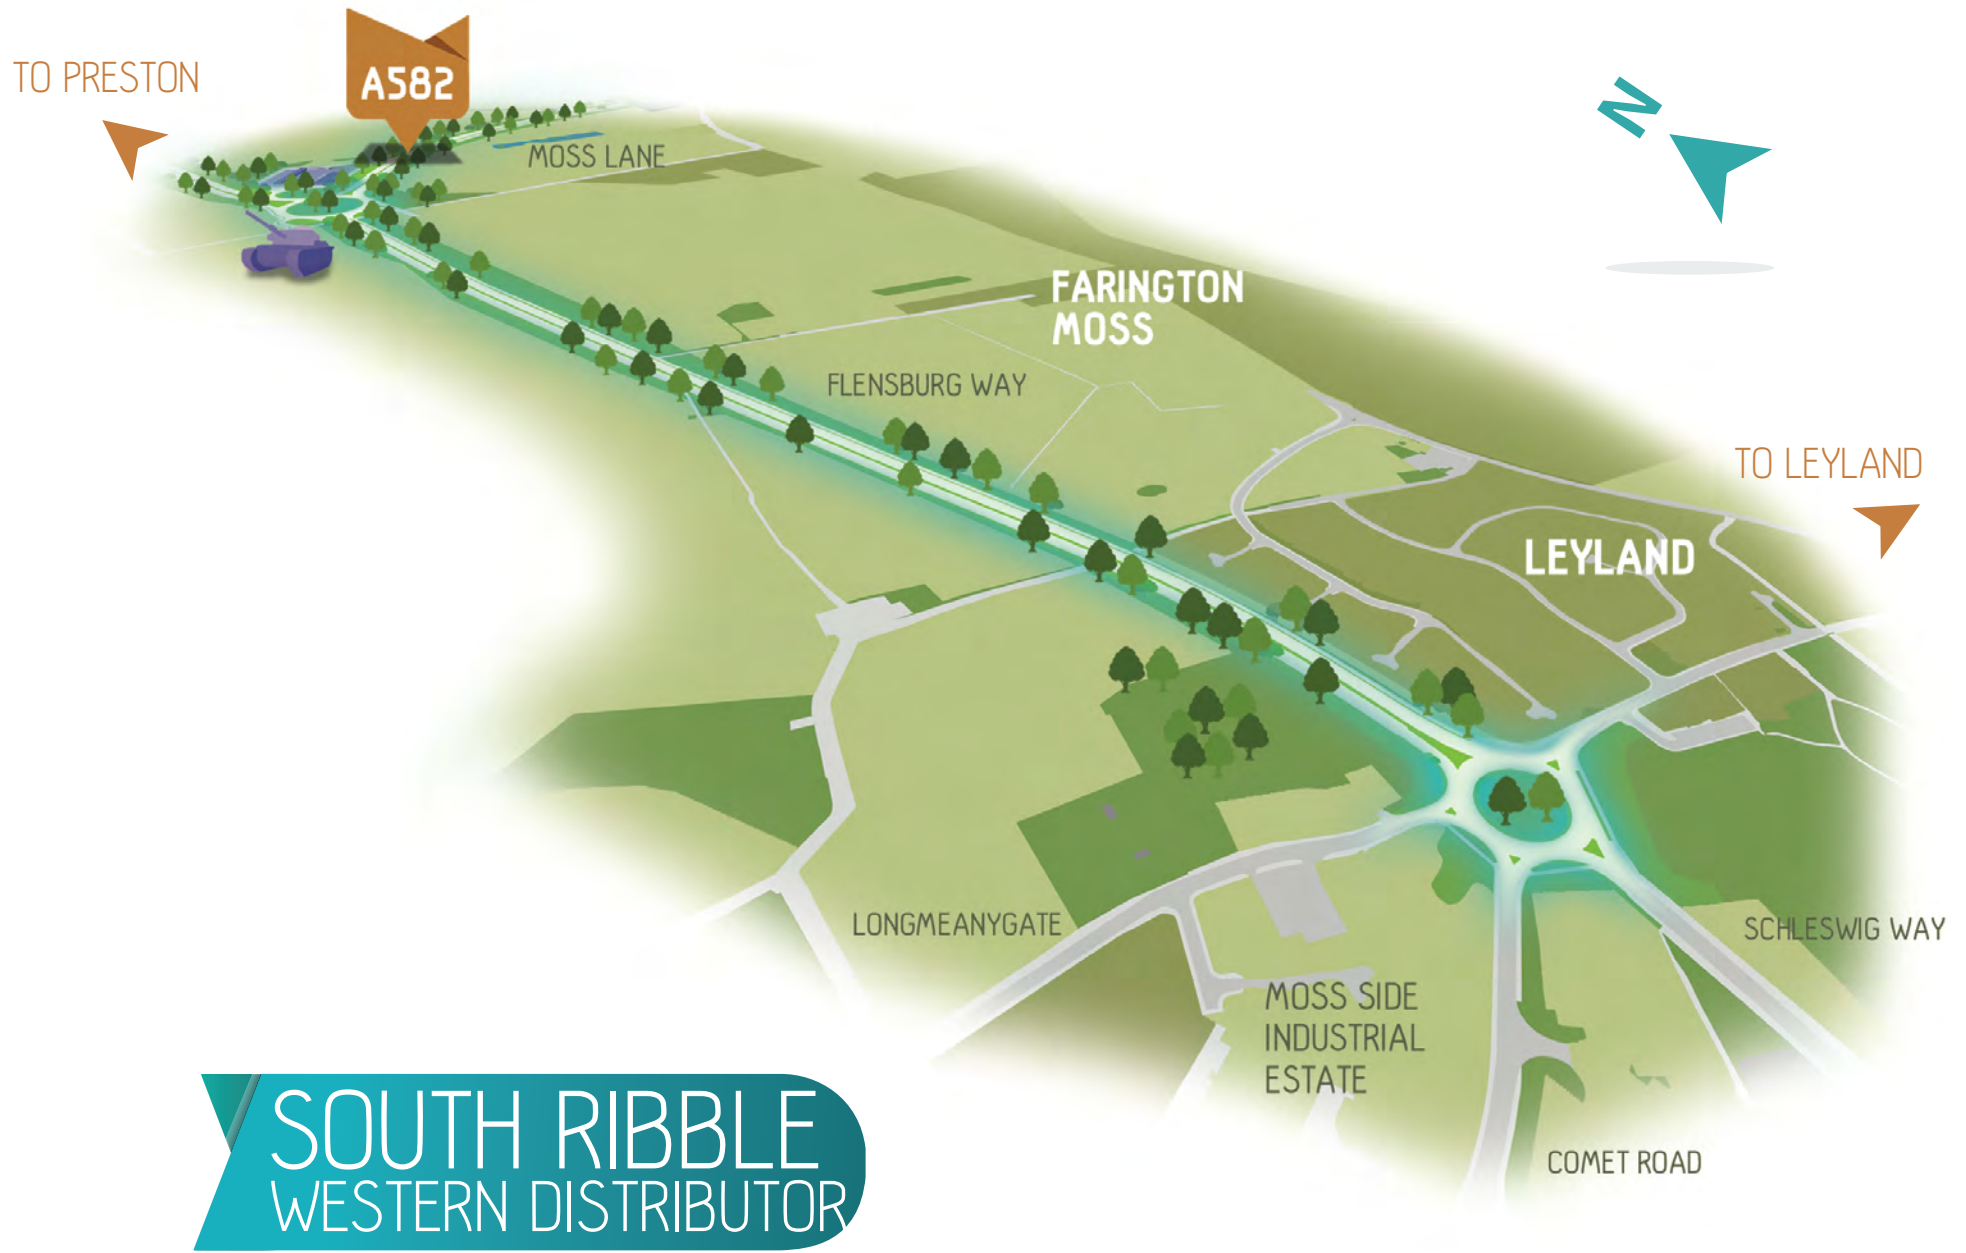 TO PRESTON
A582
N
MOSS LANE
FARINGTON
MOSS
FLENSBURG WAY
TO LEYLAND
LEYLAND
LONGMEANYGATE
SCHLESWIG WAY
MOSS SIDE
INDUSTRIAL
ESTATE
COMET ROAD
SOUTH RIBBLE
WESTERN DISTRIBUTOR